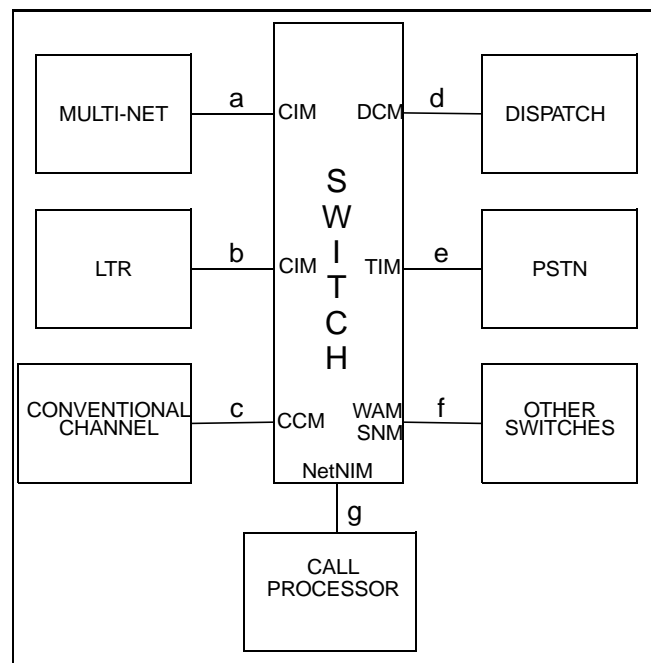 MULTI-NET
a
CIM
DCM
d
DISPATCH
SWITCH
LTR
b
CIM
TIM
e
PSTN
CONVENTIONAL
CHANNEL
c
CCM
WAM
SNM
f
OTHER
SWITCHES
NetNIM
g
CALL
PROCESSOR